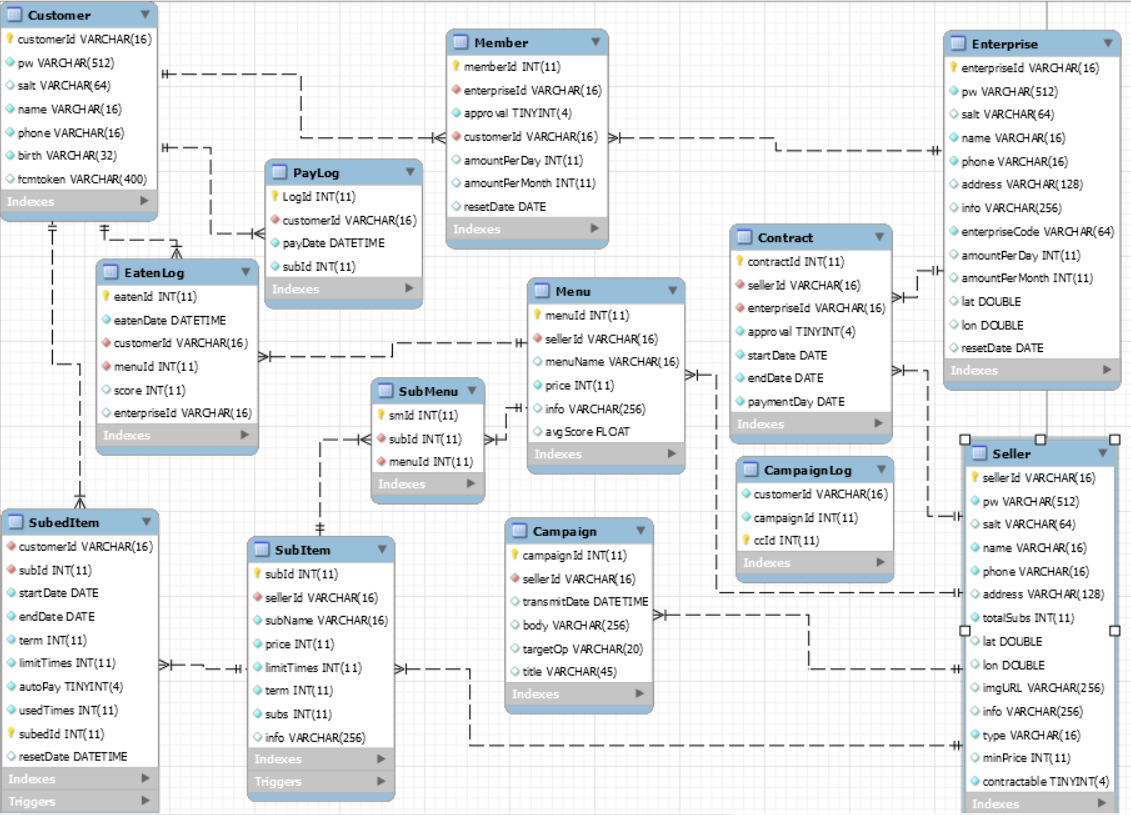 Customer
customerId VARCHAR(16)
pw VARCHAR(512)
salt VARCHAR(64)
name VARCHAR(16)
phone VARCHAR(16)
birth VARCHAR(32)
fcmtoken VARCHAR(400)
Indexes
Member
memberId INT(11)
enterpriseId VARCHAR(16)
approval TINYINT(4)
customerId VARCHAR(16)
amountPerDay INT(11)
amountPerMonth INT(11)
resetDate DATE
Indexes
Enterprise
enterpriseId VARCHAR(16)
pw VARCHAR(512)
salt VARCHAR(64)
name VARCHAR(16)
phone VARCHAR(16)
address VARCHAR(128)
info VARCHAR(256)
enterpriseCode VARCHAR(64)
amountPerDay INT(11)
amountPerMonth INT(11)
lat DOUBLE
lon DOUBLE
resetDate DATE
Indexes
PayLog
LogId INT(11)
customerId VARCHAR(16)
payDate DATETIME
subId INT(11)
Indexes
Contract
contractId INT(11)
sellerId VARCHAR(16)
enterpriseId VARCHAR(16)
approval TINYINT(4)
startDate DATE
endDate DATE
paymentDay DATE
Indexes
EatenLog
eatenId INT(11)
eatenDate DATETIME
customerId VARCHAR(16)
menuId INT(11)
score INT(11)
enterpriseId VARCHAR(16)
Indexes
Menu
menuId INT(11)
sellerId VARCHAR(16)
menuName VARCHAR(16)
price INT(11)
info VARCHAR(256)
avgScore FLOAT
Indexes
SubMenu
smId INT(11)
subId INT(11)
menuId INT(11)
Indexes
CampaignLog
customerId VARCHAR(16)
campaignId INT(11)
ccId INT(11)
Indexes
Seller
sellerId VARCHAR(16)
pw VARCHAR(512)
salt VARCHAR(64)
name VARCHAR(16)
phone VARCHAR(16)
address VARCHAR(128)
totalSubs INT(11)
lat DOUBLE
lon DOUBLE
imgURL VARCHAR(256)
info VARCHAR(256)
type VARCHAR(16)
minPrice INT(11)
contractable TINYINT(4)
Indexes
SubedItem
customerId VARCHAR(16)
subId INT(11)
startDate DATE
endDate DATE
term INT(11)
limitTimes INT(11)
autoPay TINYINT(4)
usedTimes INT(11)
subedId INT(11)
resetDate DATETIME
Indexes
Triggers
SubItem
subId INT(11)
sellerId VARCHAR(16)
subName VARCHAR(16)
price INT(11)
limitTimes INT(11)
term INT(11)
subs INT(11)
info VARCHAR(256)
Indexes
Triggers
Campaign
campaignId INT(11)
sellerId VARCHAR(16)
transmitDate DATETIME
body VARCHAR(256)
targetOp VARCHAR(20)
title VARCHAR(45)
Indexes